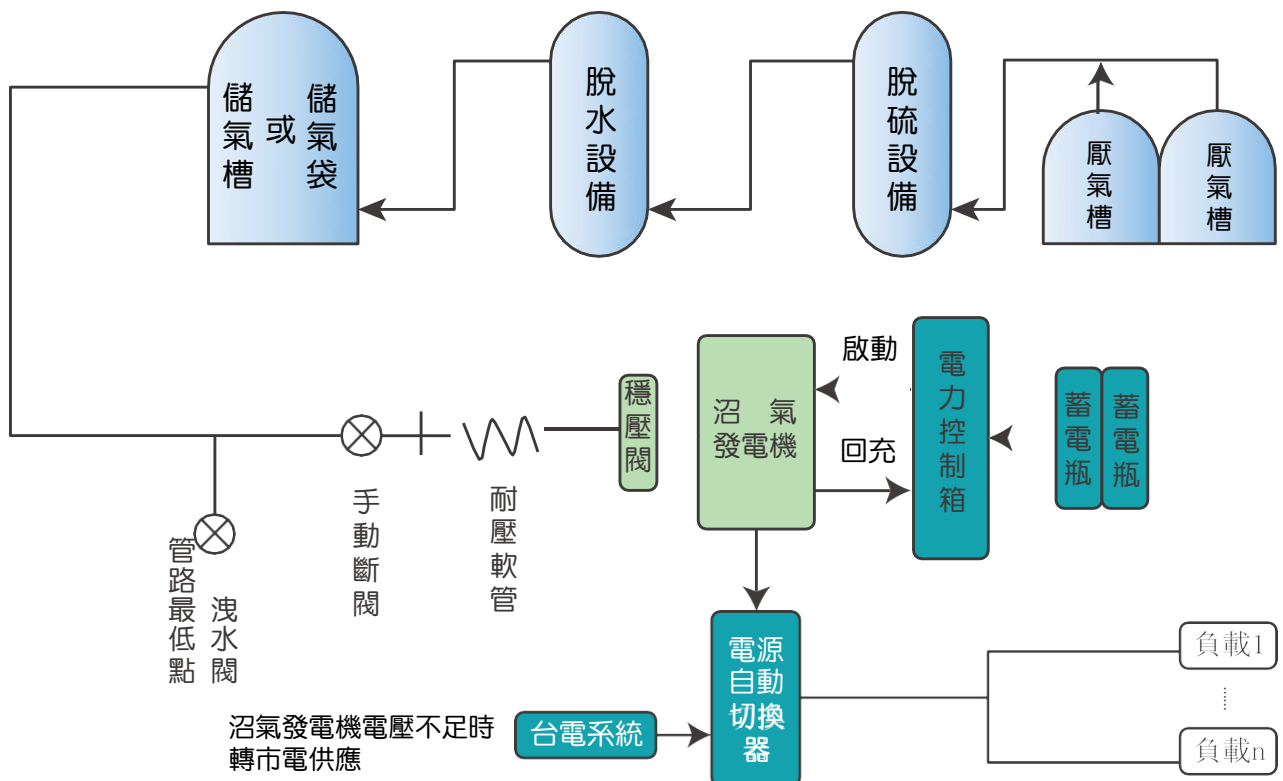 儲氣槽
或
儲氣袋
脫水設備
脫硫設備
厭氣槽
厭氣槽
穩壓閥
沼 氣
發電機
啟動
回充
電力控制箱
蓄電瓶
蓄電瓶
手動斷閥
耐壓軟管
管路最低點
洩水閥
沼氣發電機電壓不足時
轉市電供應
台電系統
電源
自動
切換
器
負載1
......
負載n